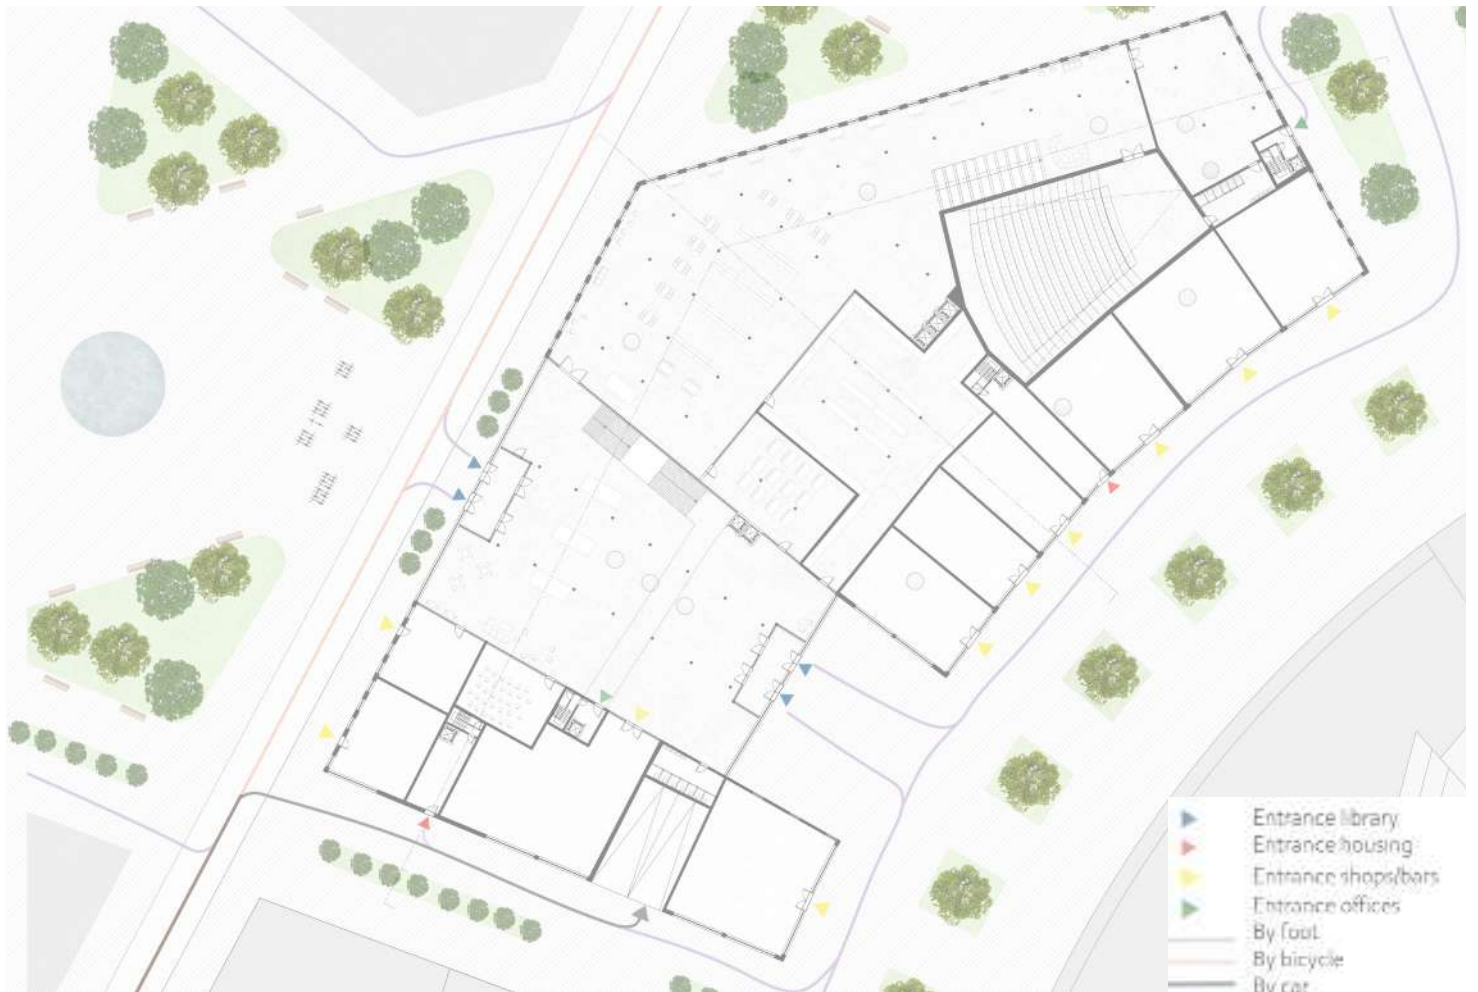 Entrance library
Entrance housing
Entrance shops/bars
Entrance offices
By foot
By bicycle
By car